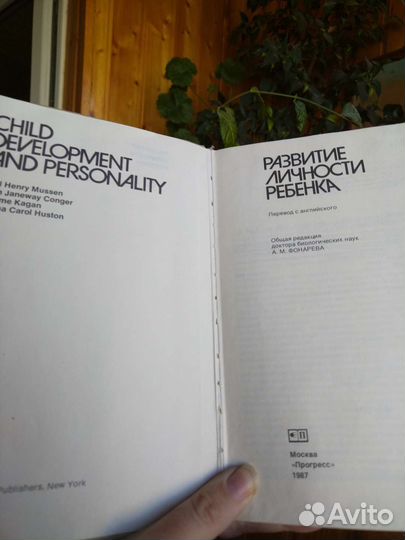 CHILD
DEVELOPMENT
AND PERSONALITY
Henry Mussen
Janeway Conger
Kagan
Carol Huston
Publishers, New York
РАЗВИТИЕ
ЛИЧНОСТИ
РЕБЕНКА
Перевод с английского
Общая редакция
доктора биологических наук
А. М. ФОНАРЕВА
Москва
«Прогресс»
1987
Avito